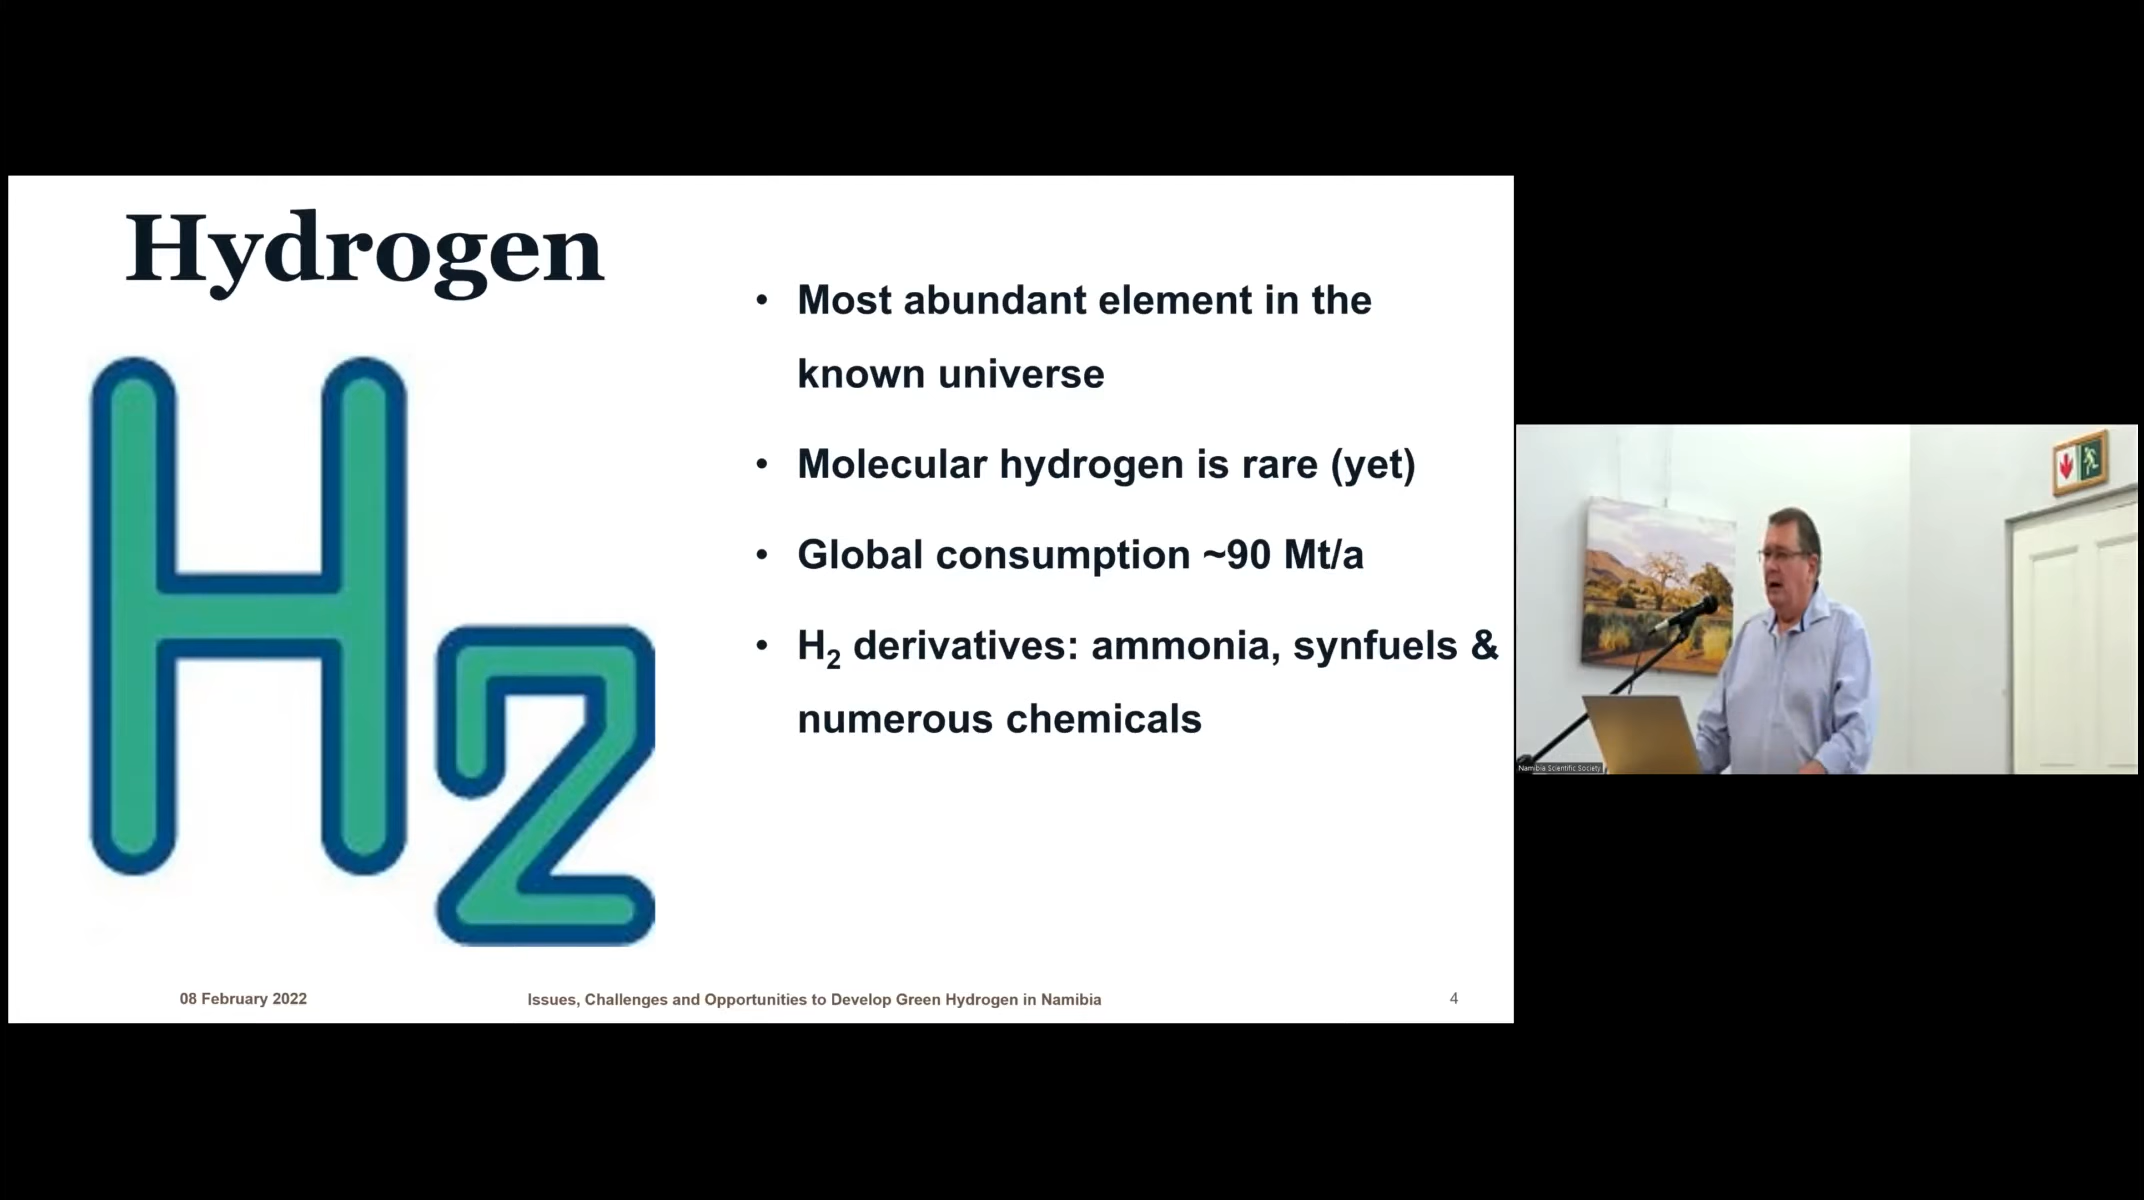 Hydrogen
H2
• Most abundant element in the
known universe
• Molecular hydrogen is rare (yet)
• Global consumption ~90 Mt/a
• H₂ derivatives: ammonia, synfuels &
numerous chemicals
08 February 2022
Issues, Challenges and Opportunities to Develop Green Hydrogen in Namibia
4
Namibia Scientific Society